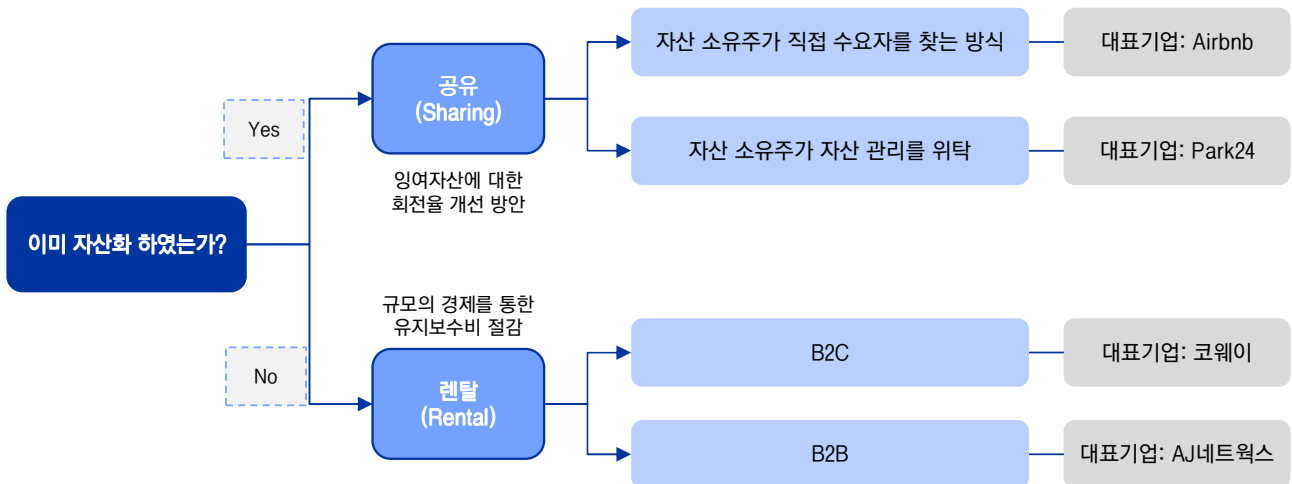 이미 자산화 하였는가?
Yes
공유
(Sharing)
잉여자산에 대한
회전율 개선 방안
자산 소유주가 직접 수요자를 찾는 방식
대표기업: Airbnb
자산 소유주가 자산 관리를 위탁
대표기업: Park24
No
규모의 경제를 통한
유지보수비 절감
렌탈
(Rental)
B2C
대표기업: 코웨이
B2B
대표기업: AJ네트웍스